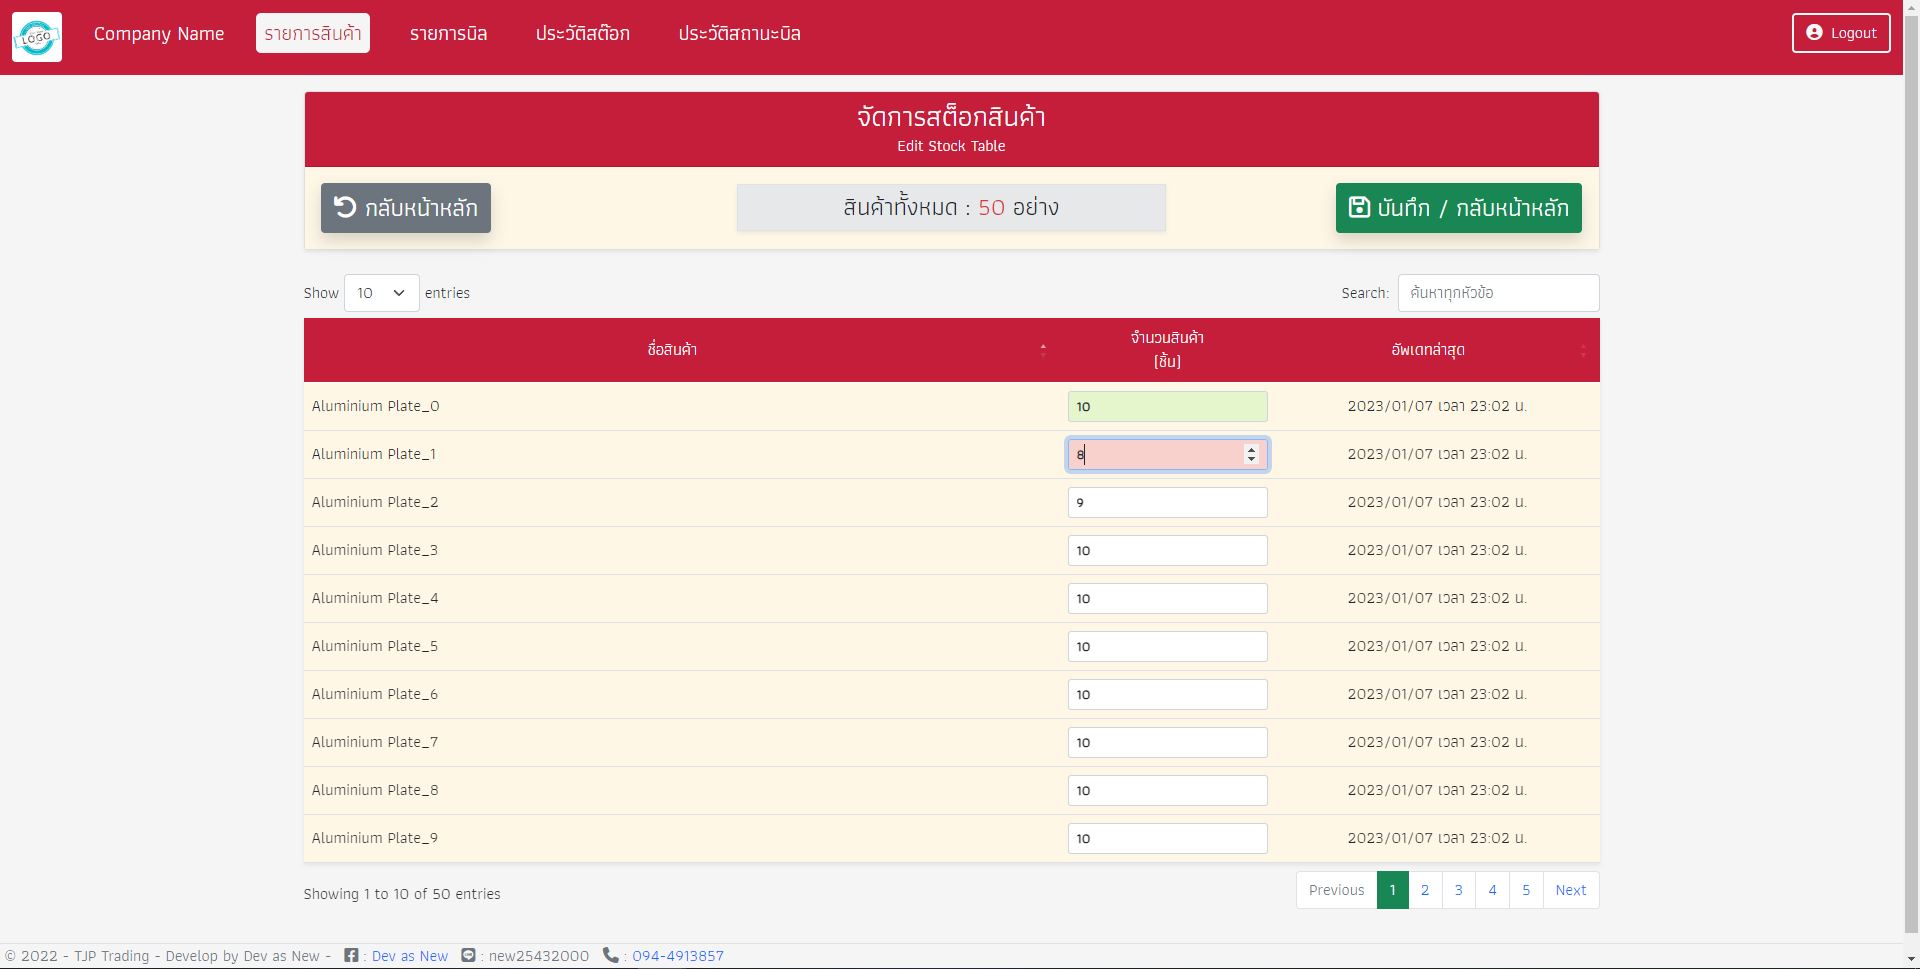 LOGO
Company Name รายการสินค้า รายการบิล ประวัติสต๊อก ประวัติสถานะบิล Logout
จัดการสต็อกสินค้า
Edit Stock Table
กลับหน้าหลัก สินค้าทั้งหมด : 50 อย่าง บันทึก / กลับหน้าหลัก
Show 10 entries Search: ค้นหาทุกหัวข้อ
ชื่อสินค้า จำนวนสินค้า (ชิ้น) อัพเดทล่าสุด
Aluminium Plate_0 10 2023/01/07 เวลา 23:02 น.
Aluminium Plate_1 8 2023/01/07 เวลา 23:02 น.
Aluminium Plate_2 9 2023/01/07 เวลา 23:02 น.
Aluminium Plate_3 10 2023/01/07 เวลา 23:02 น.
Aluminium Plate_4 10 2023/01/07 เวลา 23:02 น.
Aluminium Plate_5 10 2023/01/07 เวลา 23:02 น.
Aluminium Plate_6 10 2023/01/07 เวลา 23:02 น.
Aluminium Plate_7 10 2023/01/07 เวลา 23:02 น.
Aluminium Plate_8 10 2023/01/07 เวลา 23:02 น.
Aluminium Plate_9 10 2023/01/07 เวลา 23:02 น.
Showing 1 to 10 of 50 entries Previous 1 2 3 4 5 Next
© 2022 - TJP Trading - Develop by Dev as New - : Dev as New : new25432000 : 094-4913857